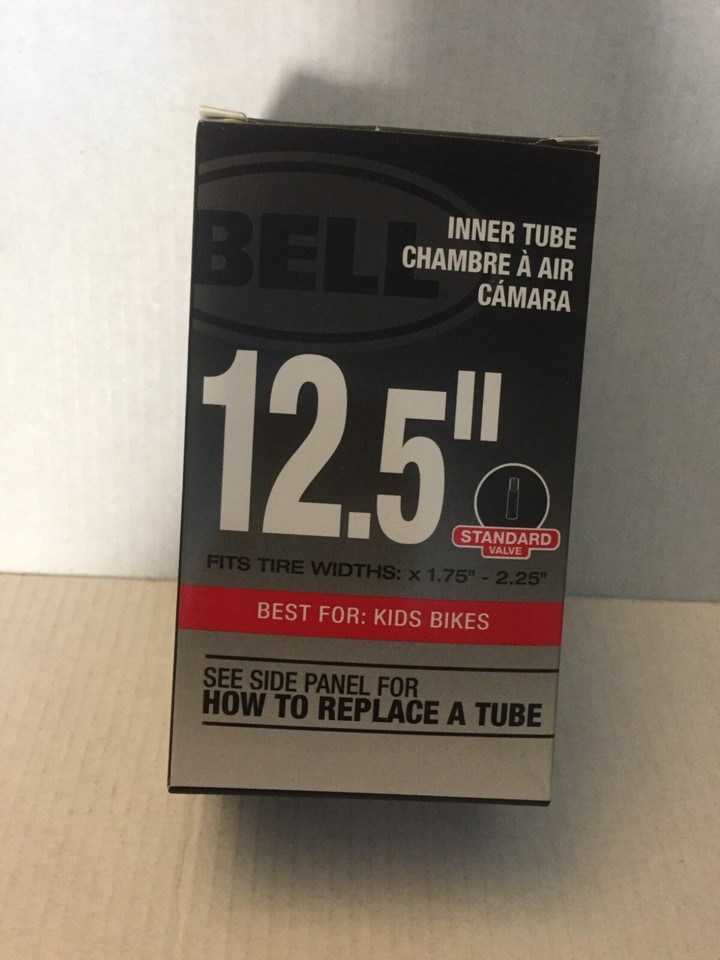 BELL
INNER TUBE
CHAMBRE À AIR
CÁMARA
12.5"
STANDARD
VALVE
FITS TIRE WIDTHS: x 1.75" - 2.25"
BEST FOR: KIDS BIKES
SEE SIDE PANEL FOR
HOW TO REPLACE A TUBE